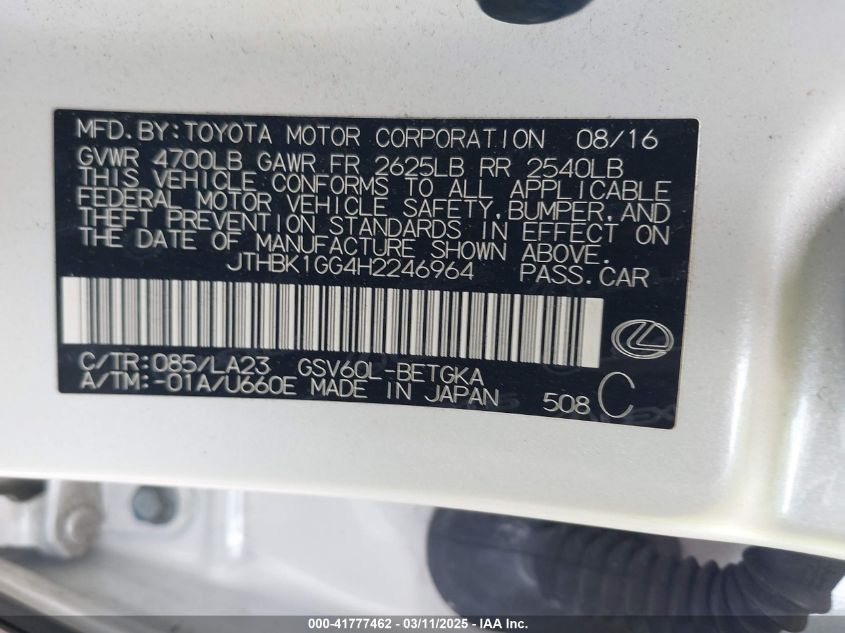 MFD.BY:TOYOTA MOTOR CORPORATION 08/16
GVWR 4700LB GAWR FR 2625LB RR 2540LB
THIS VEHICLE CONFORMS TO ALL APPLICABLE
FEDERAL MOTOR VEHICLE SAFETY,BUMPER,AND
THEFT PREVENTION STANDARDS IN EFFECT ON
THE DATE OF MANUFACTURE SHOWN ABOVE.
JTHBK1GG4H2246964 PASS.CAR
C/TR:085/LA23 GSV60L-BETGKA
A/TM:-01A/U660E MADE IN JAPAN 508 C
000-41777462 - 03/11/2025 - IAA Inc.